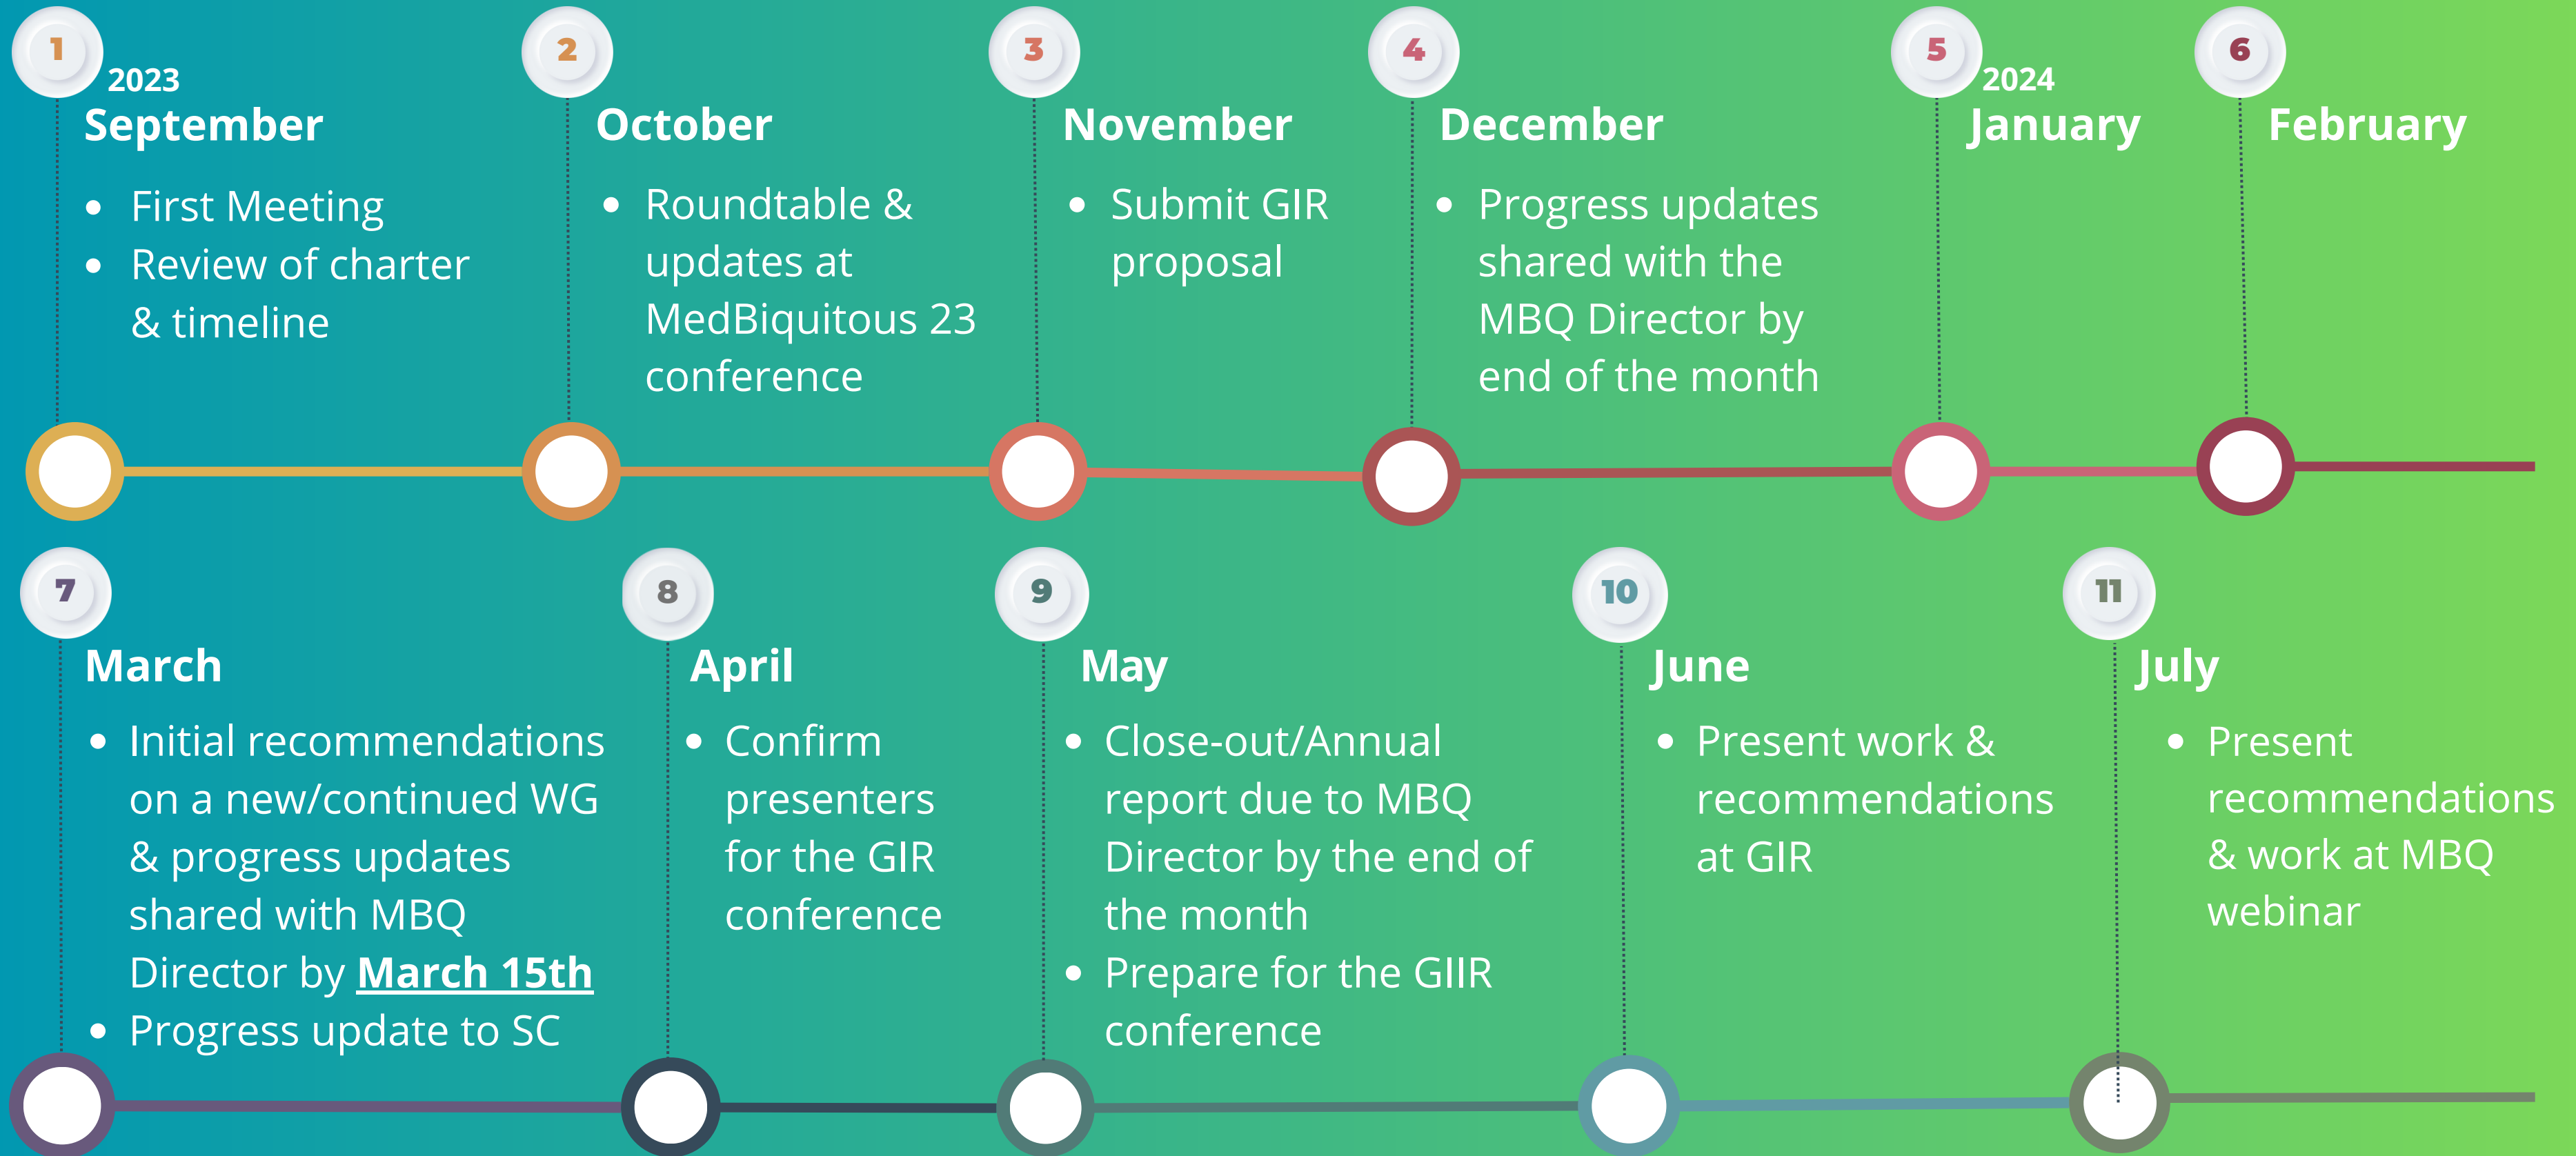 1
2023
September
• First Meeting
• Review of charter
& timeline
2
October
• Roundtable &
updates at
MedBiquitous 23
conference
3
November
• Submit GIR
proposal
4
December
• Progress updates
shared with the
MBQ Director by
end of the month
5
2024
January
6
February
7
March
• Initial recommendations
on a new/continued WG
& progress updates
shared with MBQ
Director by March 15th
• Progress update to SC
8
April
• Confirm
presenters
for the GIR
conference
9
May
• Close-out/Annual
report due to MBQ
Director by the end of
the month
• Prepare for the GIIR
conference
10
June
• Present work &
recommendations
at GIR
11
July
• Present
recommendations
& work at MBQ
webinar